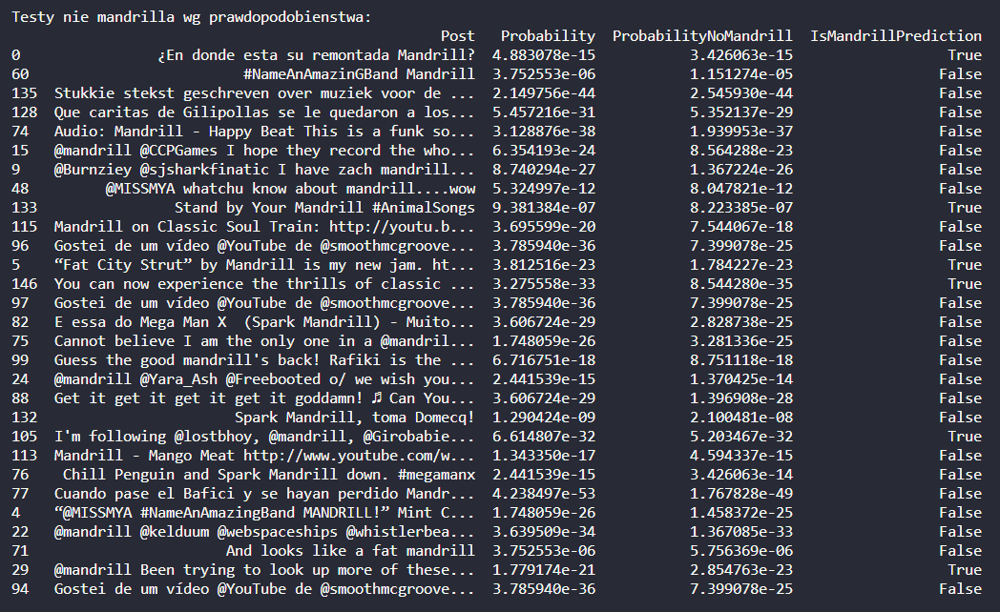 Testy nie mandrilla wg prawdopodobienstwa:
Post Probability ProbabilityNoMandrill IsMandrillPrediction
0 ¿En donde esta su remontada Mandrill? 4.883078e-15 3.426063e-15 True
60 #NameAnAmazinGBand Mandrill 3.752553e-06 1.151274e-05 False
135 Stukkie stekst geschreven over muziek voor de ... 2.149756e-44 2.545930e-44 False
128 Que caritas de Gilipollas se le quedaron a los... 5.457216e-31 5.352137e-29 False
74 Audio: Mandrill - Happy Beat This is a funk so... 3.128876e-38 1.939953e-37 False
15 @mandrill @CCPGames I hope they record the who... 6.354193e-24 8.564288e-23 False
9 @Burnziey @sjsharkfinatic I have zach mandrill... 8.740294e-27 1.367224e-26 False
48 @MISSMYA whatchu know about mandrill....wow 5.324997e-12 8.047821e-12 False
133 Stand by Your Mandrill #AnimalSongs 9.381384e-07 8.223385e-07 True
115 Mandrill on Classic Soul Train: http://youtu.b... 3.695599e-20 7.544067e-18 False
96 Gostei de um vídeo @YouTube de @smoothmcgroove... 3.785940e-36 7.399078e-25 False
5 “Fat City Strut” by Mandrill is my new jam. ht... 3.812516e-23 1.784227e-23 True
146 You can now experience the thrills of classic ... 3.275558e-33 8.544280e-35 True
97 Gostei de um vídeo @YouTube de @smoothmcgroove... 3.785940e-36 7.399078e-25 False
82 E essa do Mega Man X  (Spark Mandrill) - Muito... 3.606724e-29 2.828738e-25 False
75 Cannot believe I am the only one in a @mandril... 1.748059e-26 3.281336e-25 False
99 Guess the good mandrill's back! Rafiki is the ... 6.716751e-18 8.751118e-18 False
24 @mandrill @Yara_Ash @Freebooted o/ we wish you... 2.441539e-15 1.370425e-14 False
88 Get it get it get it get it goddamn! ♫ Can You... 3.606724e-29 1.396908e-28 False
132 Spark Mandrill, toma Domecq! 1.290424e-09 2.100481e-08 False
105 I'm following @lostbhoy, @mandrill, @Girobabie... 6.614807e-32 5.203467e-32 True
113 Mandrill - Mango Meat http://www.youtube.com/w... 1.343350e-17 4.594337e-15 False
76 Chill Penguin and Spark Mandrill down. #megamanx 2.441539e-15 3.426063e-14 False
77 Cuando pase el Bafici y se hayan perdido Mandr... 4.238497e-53 1.767828e-49 False
4 “@MISSMYA #NameAnAmazingBand MANDRILL!” Mint C... 1.748059e-26 1.458372e-25 False
22 @mandrill @kelduum @webspaceships @whistlerbea... 3.639509e-34 1.367085e-33 False
71 And looks like a fat mandrill 3.752553e-06 5.756369e-06 False
29 @mandrill Been trying to look up more of these... 1.779174e-21 2.854763e-23 True
94 Gostei de um vídeo @YouTube de @smoothmcgroove... 3.785940e-36 7.399078e-25 False